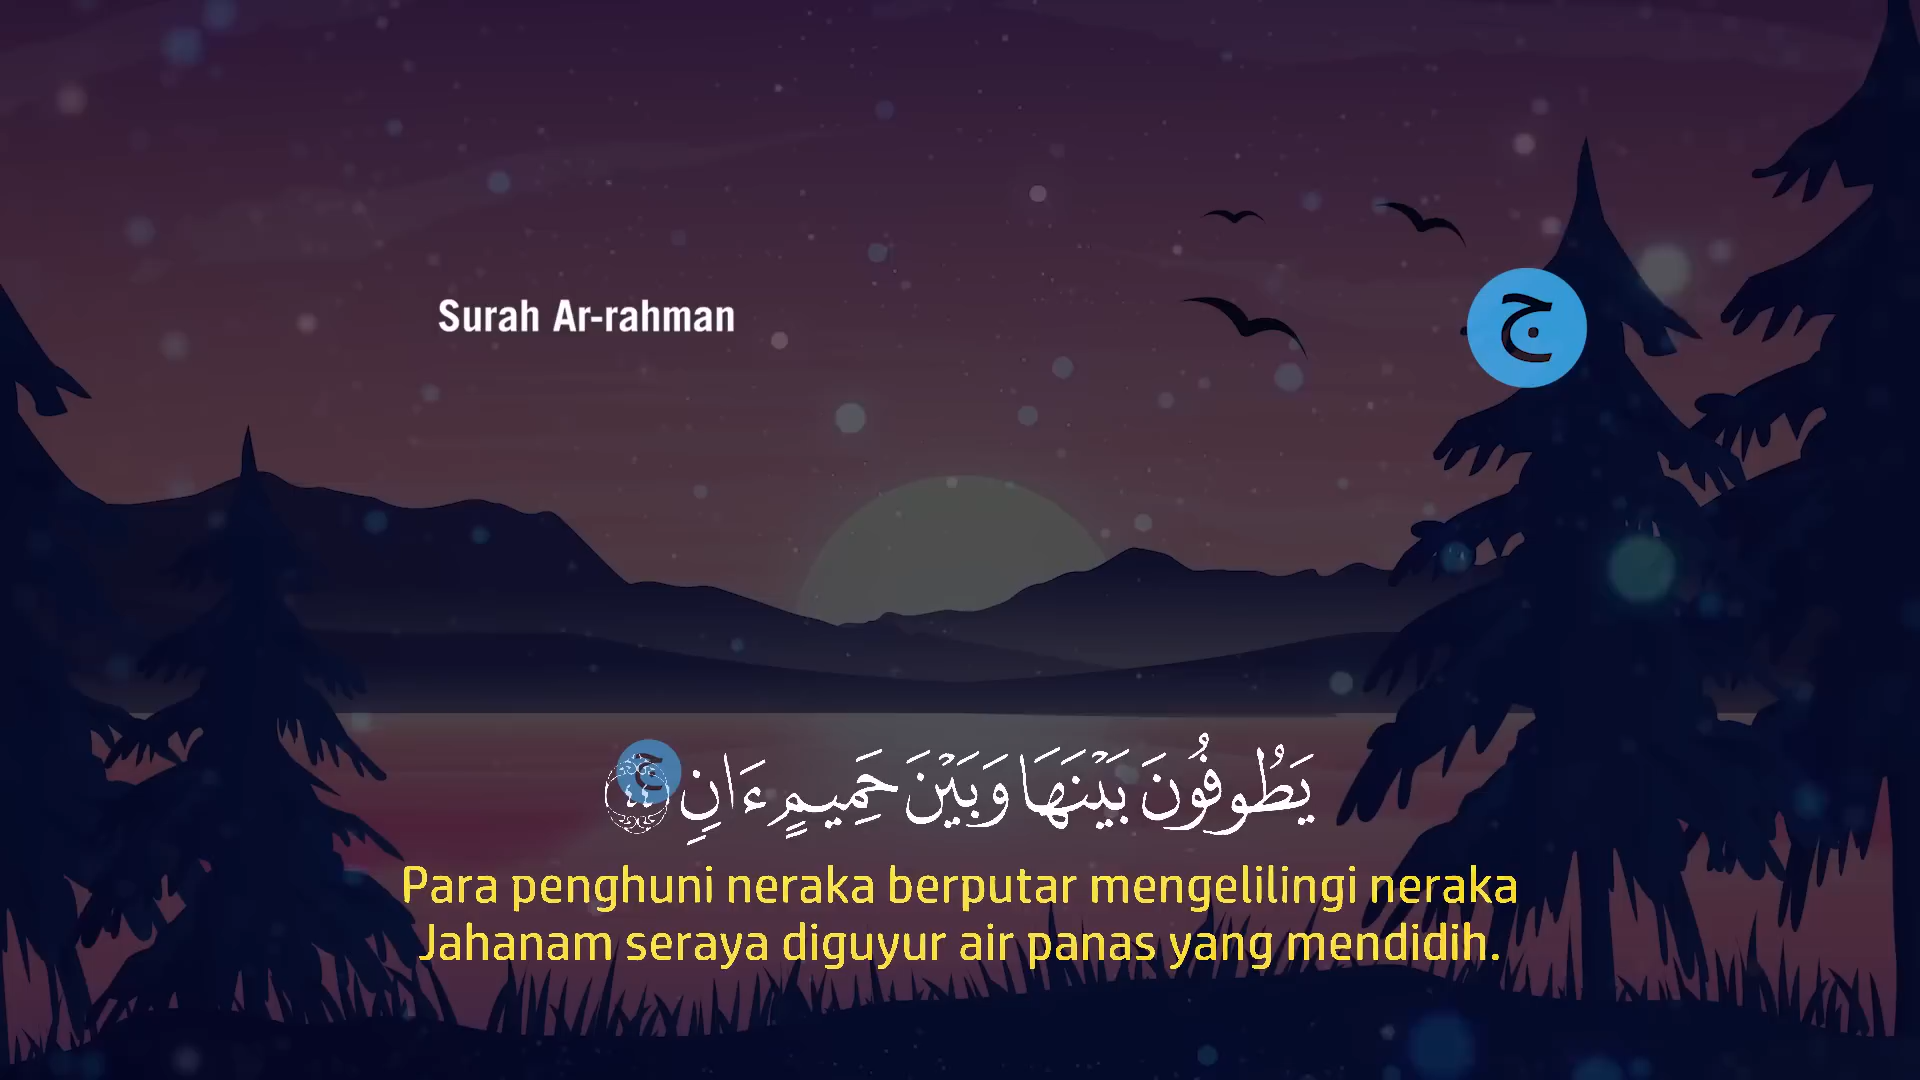 Surah Ar-rahman
ج
يَطُوفُونَ بَيْنَهَا وَبَيْنَ حَمِيمٍ ءَانٍ ٤٤ ج
Para penghuni neraka berputar mengelilingi neraka
Jahanam seraya diguyur air panas yang mendidih.